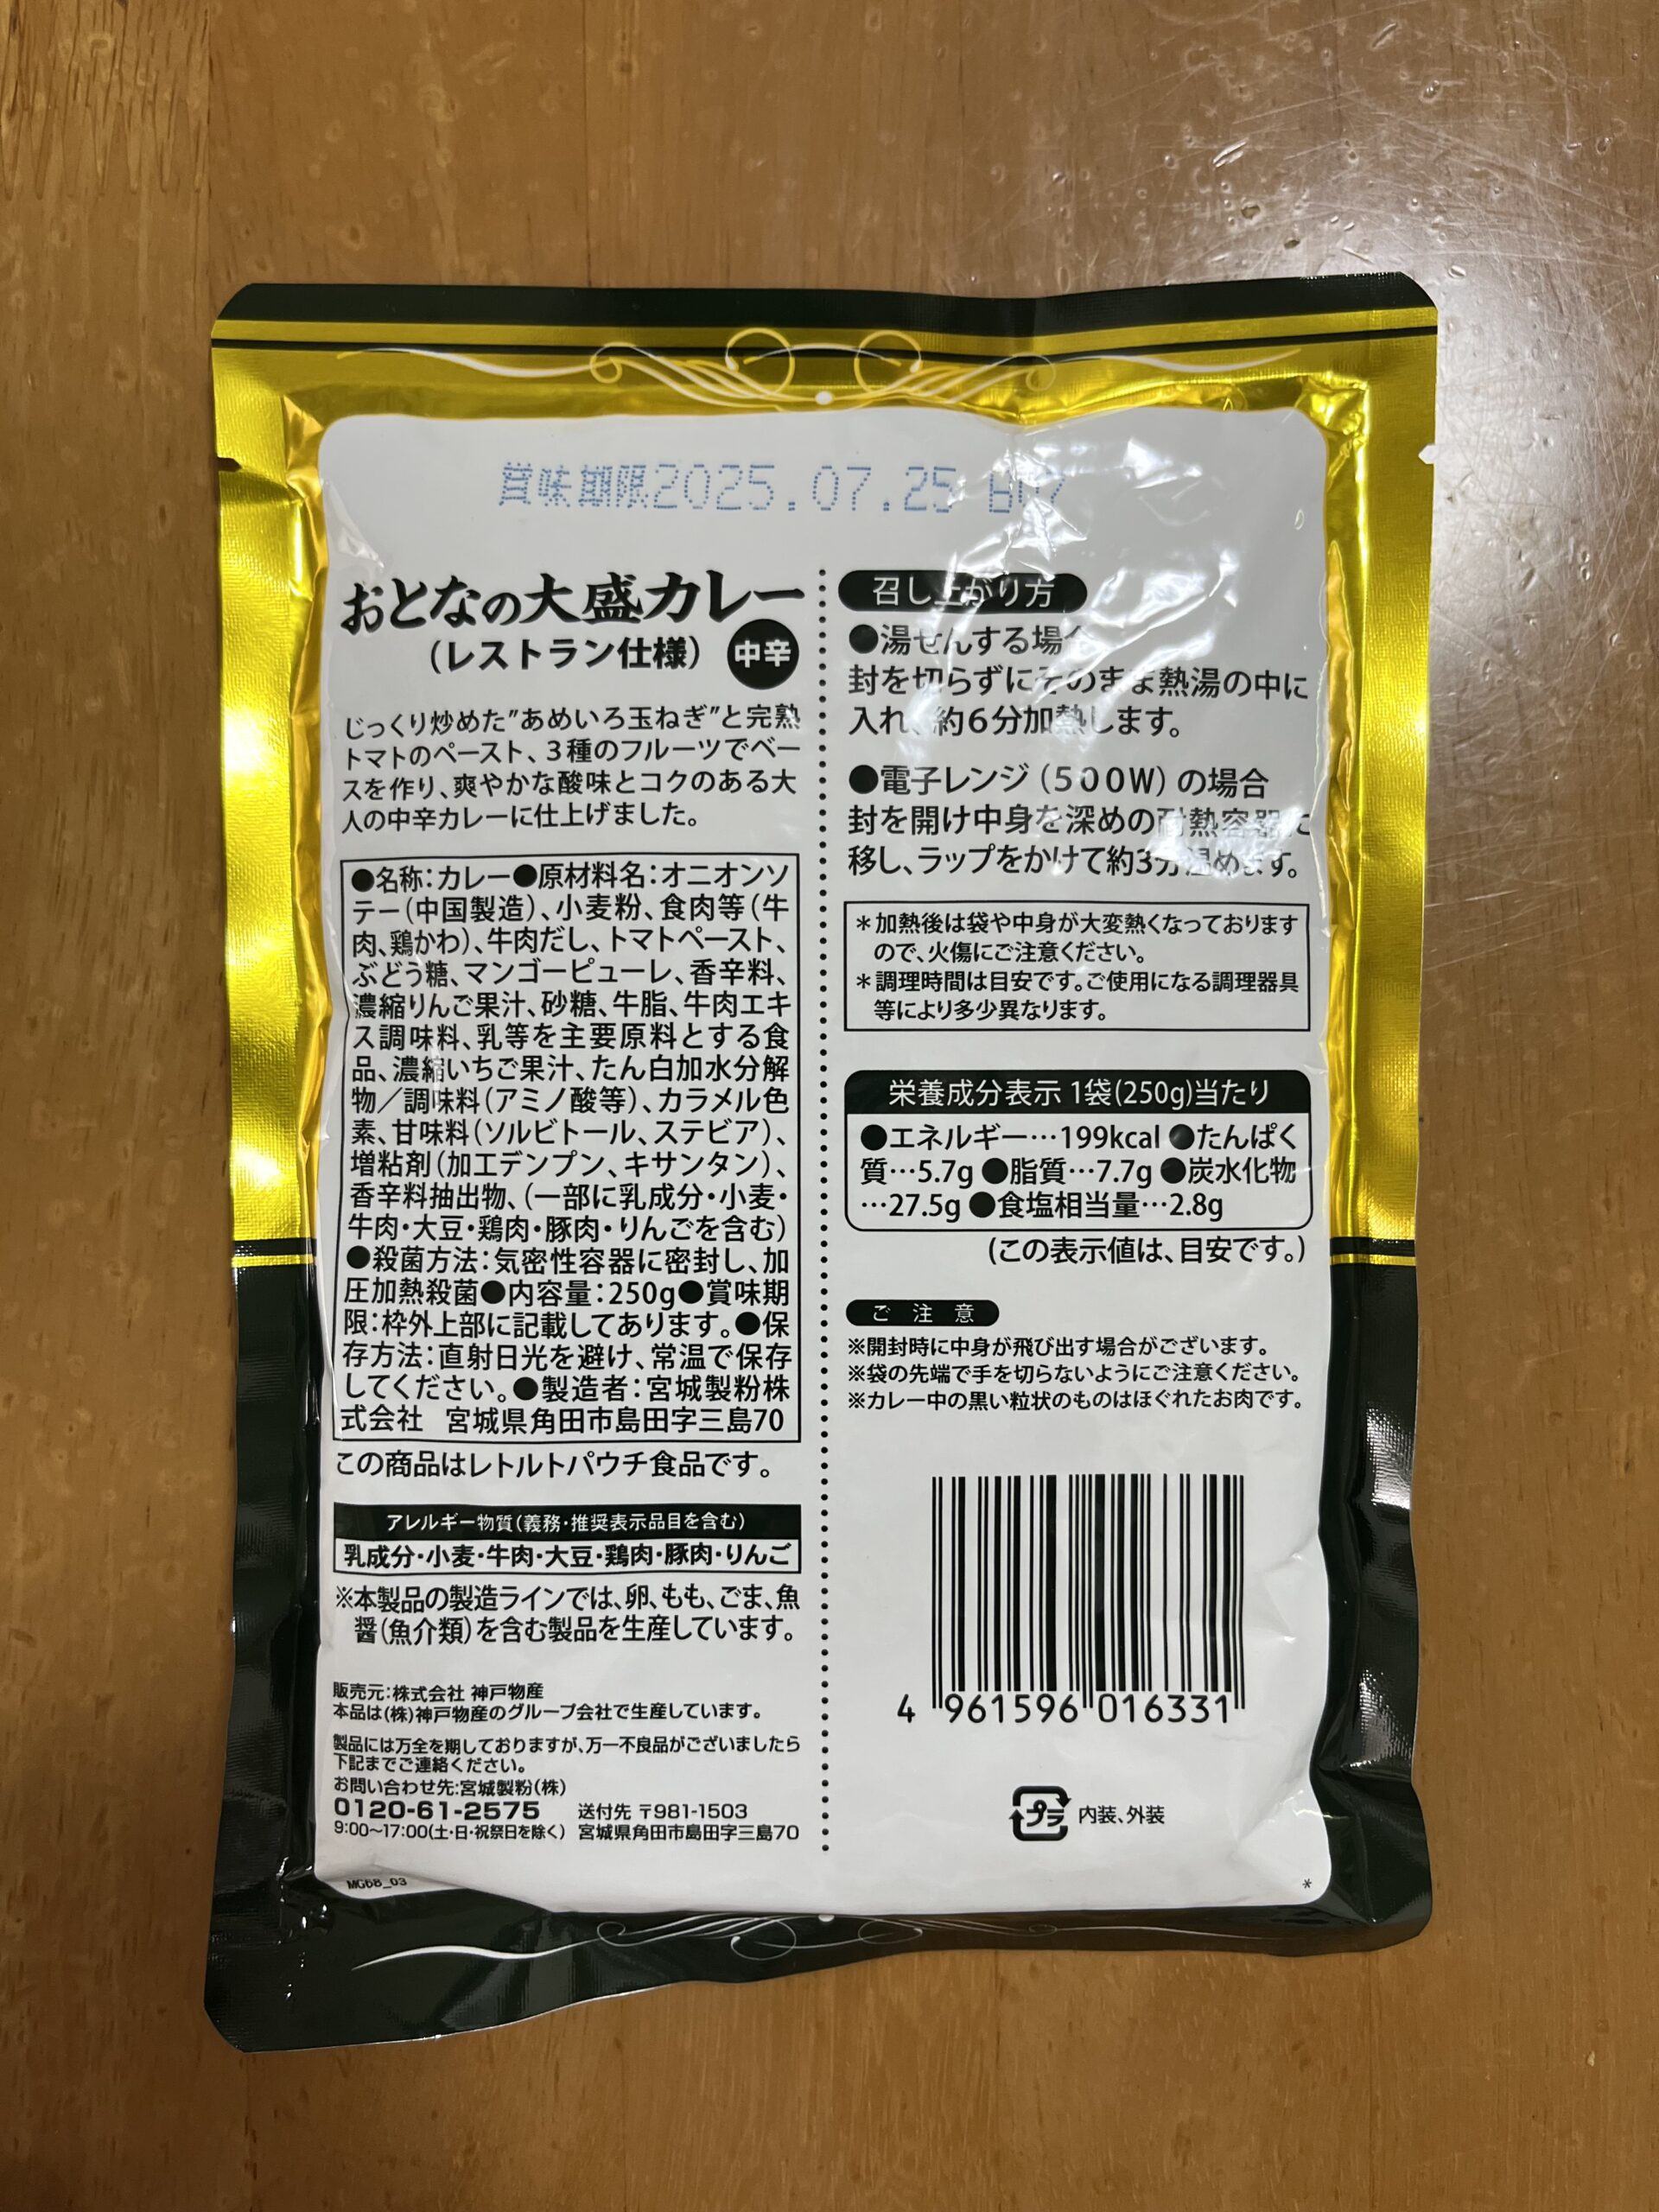 賞味期限2025.07.25 B07
おとなの大盛カレー
(レストラン仕様) 中辛
じっくり炒めた"あめいろ玉ねぎ"と完熟
トマトのペースト、3種のフルーツでベー
スを作り、爽やかな酸味とコクのある大
人の中辛カレーに仕上げました。
●名称:カレー●原材料名:オニオンソ
テー(中国製造)、小麦粉、食肉等(牛
肉、鶏かわ)、牛肉だし、トマトペースト、
ぶどう糖、マンゴーピューレ、香辛料、
濃縮りんご果汁、砂糖、牛脂、牛肉エキ
ス調味料、乳等を主要原料とする食
品、濃縮いちご果汁、たん白加水分解
物/調味料(アミノ酸等)、カラメル色
素、甘味料(ソルビトール、ステビア)、
増粘剤(加工デンプン、キサンタン)、
香辛料抽出物、(一部に乳成分・小麦・
牛肉・大豆・鶏肉・豚肉・りんごを含む)
●殺菌方法:気密性容器に密封し、加
圧加熱殺菌●内容量:250g●賞味期
限:枠外上部に記載してあります。●保
存方法:直射日光を避け、常温で保存
してください。●製造者:宮城製粉株
式会社 宮城県角田市島田字三島70
この商品はレトルトパウチ食品です。
アレルギー物質(義務・推奨表示品目を含む)
乳成分・小麦・牛肉・大豆・鶏肉・豚肉・りんご
※本製品の製造ラインでは、卵、もも、ごま、魚
醤(魚介類)を含む製品を生産しています。
販売元:株式会社 神戸物産
本品は(株)神戸物産のグループ会社で生産しています。
製品には万全を期しておりますが、万一不良品がございましたら
下記までご連絡ください。
お問い合わせ先:宮城製粉(株)
0120-61-2575 送付先 〒981-1503
9:00~17:00(土・日・祝祭日を除く) 宮城県角田市島田字三島70
MGbB_03
召し上がり方
●湯せんする場合
封を切らずにそのまま熱湯の中に
入れ、約6分加熱します。
●電子レンジ(500W)の場合
封を開け中身を深めの耐熱容器に
移し、ラップをかけて約3分温めます。
*加熱後は袋や中身が大変熱くなっております
ので、火傷にご注意ください。
*調理時間は目安です。ご使用になる調理器具
等により多少異なります。
栄養成分表示 1袋(250g)当たり
●エネルギー…199kcal ●たんぱく
質…5.7g ●脂質…7.7g ●炭水化物
…27.5g ●食塩相当量…2.8g
(この表示値は、目安です。)
ご注意
※開封時に中身が飛び出す場合がございます。
※袋の先端で手を切らないようにご注意ください。
※カレー中の黒い粒状のものはほぐれたお肉です。
4 961596 016331
プラ 内装、外装
*